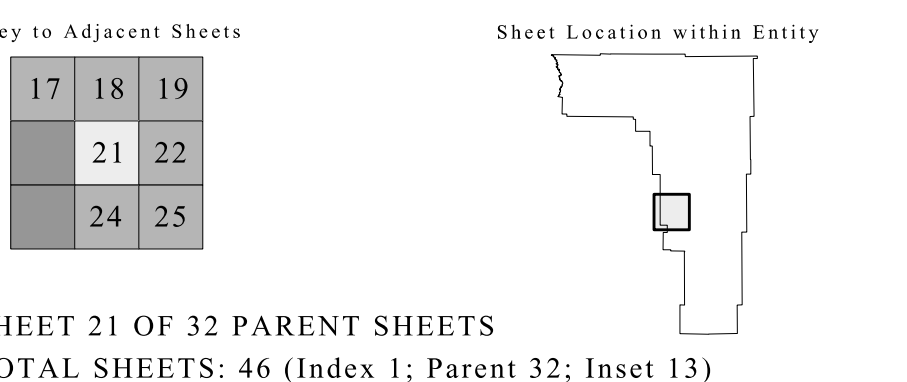 ey to Adjacent Sheets
Sheet Location within Entity
17 18 19
21 22
24 25
HEET 21 OF 32 PARENT SHEETS
OTAL SHEETS: 46 (Index 1; Parent 32; Inset 13)